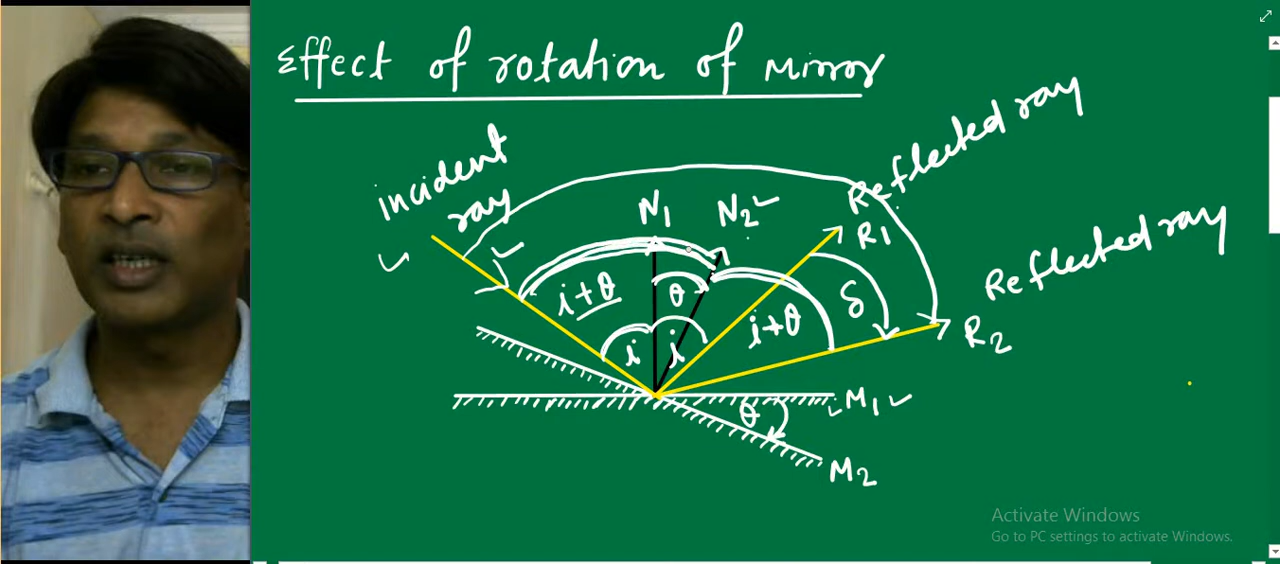 Effect of rotation of Mirror
incident
ray
N1
N2
Reflected ray
R1
Reflected ray
R2
i+θ
θ
i
i
i+θ
δ
θ
M1
M2
Activate Windows
Go to PC settings to activate Windows.